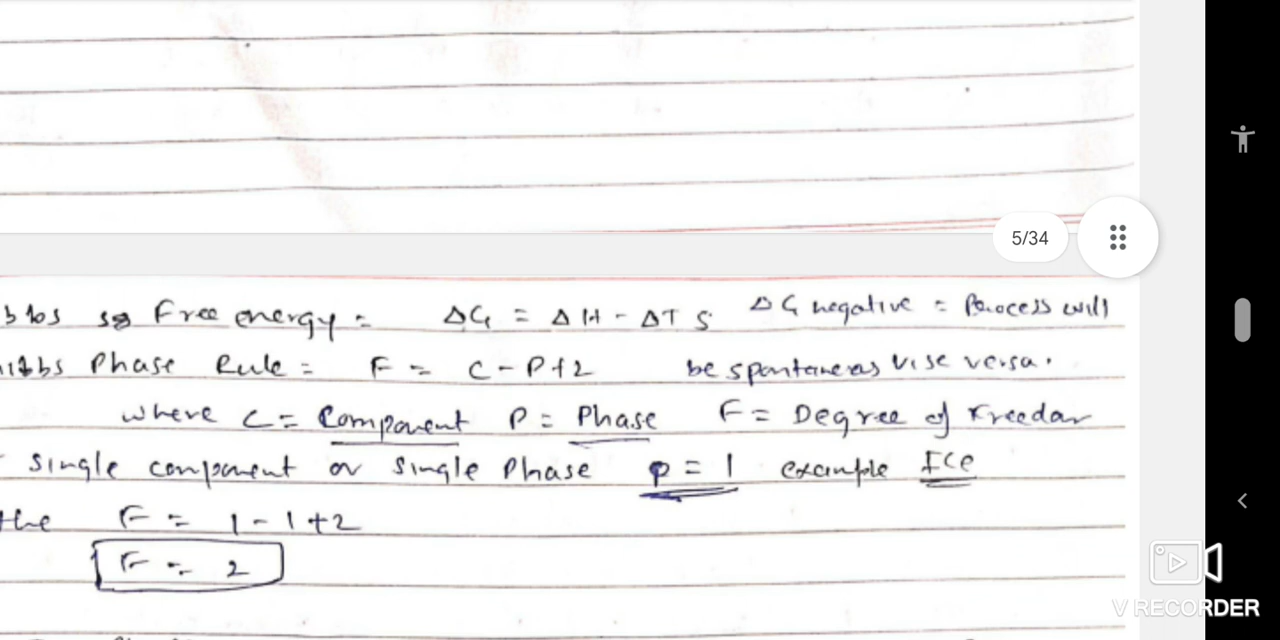 5/34
bbs Free energy = ΔG = ΔH - ΔT S ΔG negative = Process will
ibbs Phase Rule = F = C - P + 2 be spontaneous vise versa.
where C = Component P = Phase F = Degree of Freedom
single component or single Phase P = 1 example Ice
the F = 1 - 1 + 2
F = 2
V RECORDER